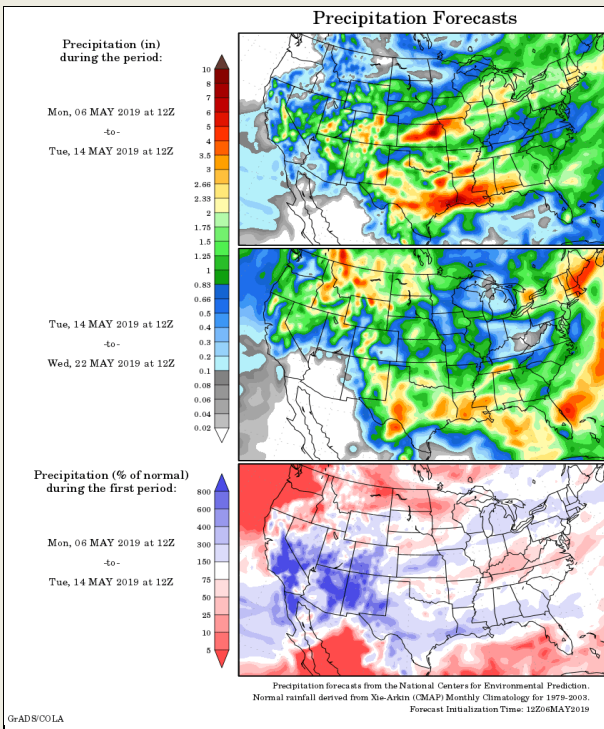 Precipitation Forecasts
Precipitation (in)
during the period:
Mon, 06 MAY 2019 at 12Z
-to-
Tue, 14 MAY 2019 at 12Z
10
8
7
6
5
4
3.5
3
2.66
2.33
2
1.75
1.5
1.25
1
0.83
0.66
0.5
0.4
0.3
0.2
0.1
0.08
0.06
0.04
0.02
Tue, 14 MAY 2019 at 12Z
-to-
Wed, 22 MAY 2019 at 12Z
Precipitation (% of normal)
during the first period:
Mon, 06 MAY 2019 at 12Z
-to-
Tue, 14 MAY 2019 at 12Z
800
600
400
300
150
75
50
25
10
5
Precipitation forecasts from the National Centers for Environmental Prediction.
Normal rainfall derived from Xie-Arkin (CMAP) Monthly Climatology for 1979-2003.
Forecast Initialization Time: 12Z06MAY2019
GrADS/COLA